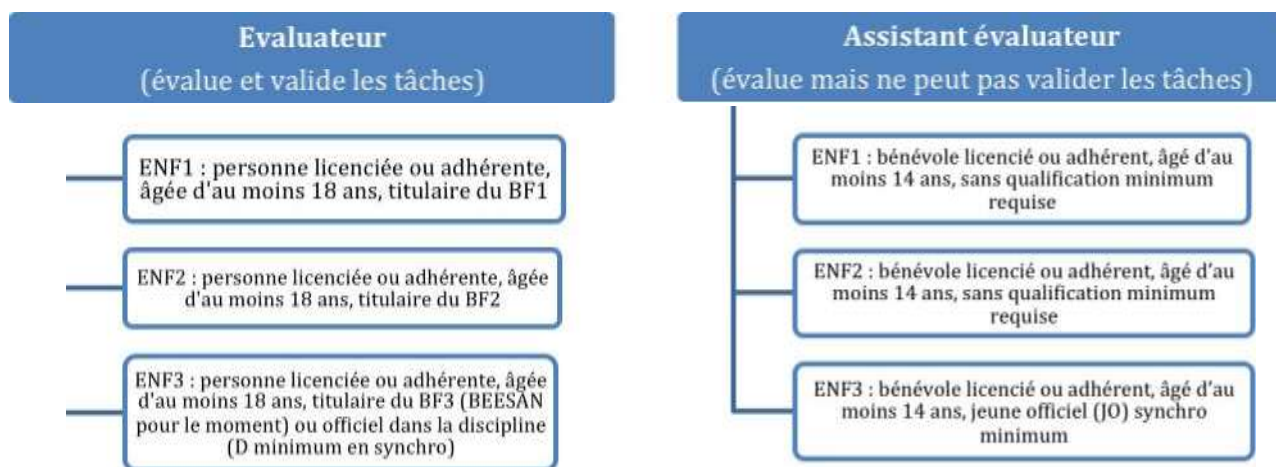 Evaluateur
(évalue et valide les tâches)
ENF1 : personne licenciée ou adhérente,
âgée d'au moins 18 ans, titulaire du BF1
ENF2 : personne licenciée ou adhérente, âgée
d'au moins 18 ans, titulaire du BF2
ENF3 : personne licenciée ou adhérente, âgée
d'au moins 18 ans, titulaire du BF3 (BEESAN
pour le moment) ou officiel dans la discipline
(D minimum en synchro)
Assistant évaluateur
(évalue mais ne peut pas valider les tâches)
ENF1 : bénévole licencié ou adhérent, âgé d'au
moins 14 ans, sans qualification minimum
requise
ENF2 : bénévole licencié ou adhérent, âgé d'au
moins 14 ans, sans qualification minimum
requise
ENF3 : bénévole licencié ou adhérent, âgé d'au
moins 14 ans, jeune officiel (JO) synchro
minimum